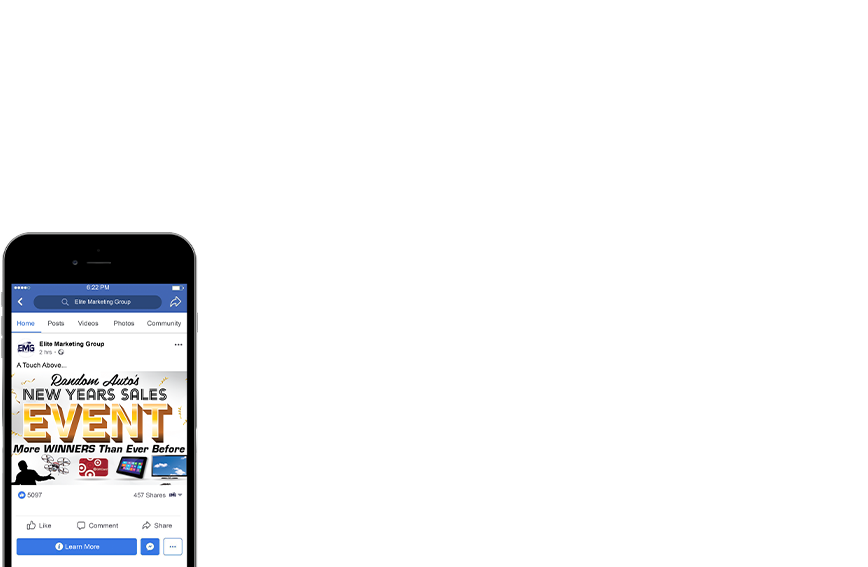 6:22 PM
Elite Marketing Group
Home Posts Videos Photos Community
EMG
Elite Marketing Group
2 hrs
A Touch Above...
Random Auto's
NEW YEARS SALES
EVENT
More WINNERS Than Ever Before
5097
457 Shares
EMG
Like Comment Share
Learn More